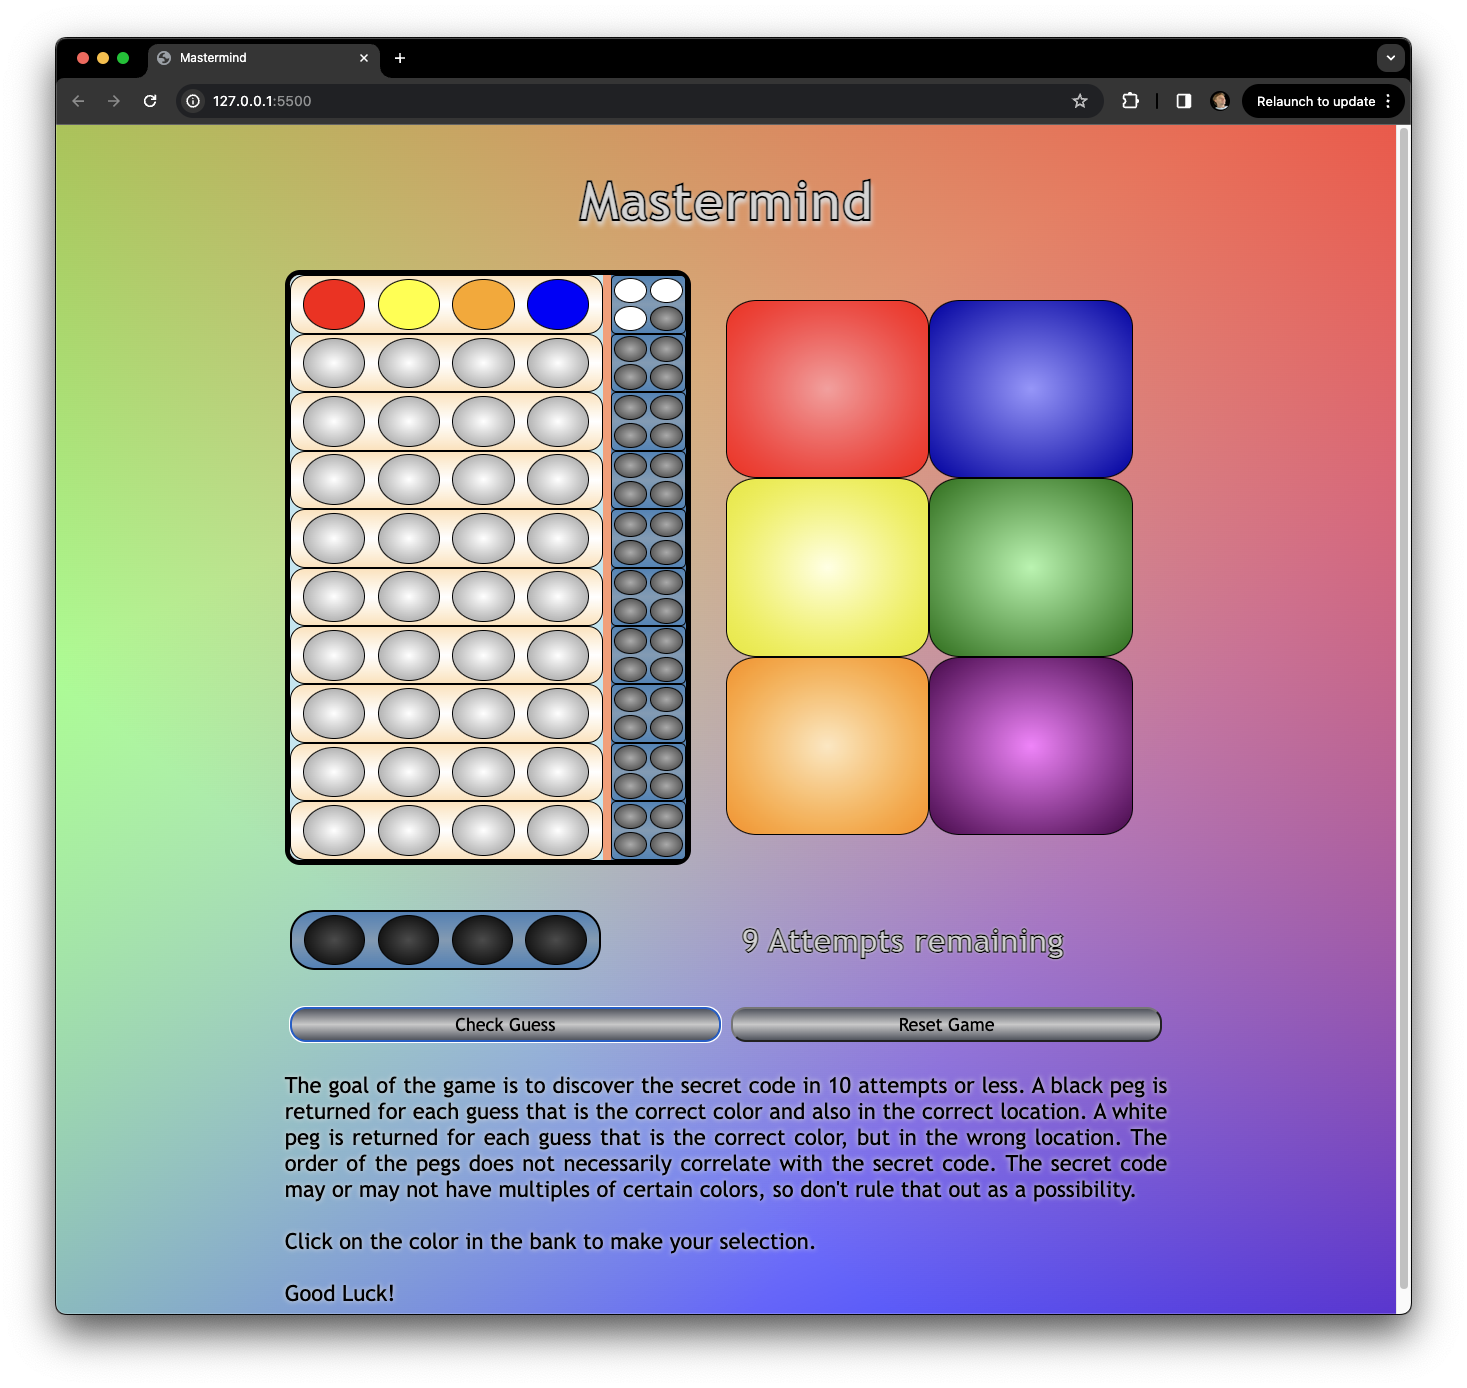 Mastermind
127.0.0.1:5500
Relaunch to update
Mastermind
9 Attempts remaining
Check Guess
Reset Game
The goal of the game is to discover the secret code in 10 attempts or less. A black peg is
returned for each guess that is the correct color and also in the correct location. A white
peg is returned for each guess that is the correct color, but in the wrong location. The
order of the pegs does not necessarily correlate with the secret code. The secret code
may or may not have multiples of certain colors, so don't rule that out as a possibility.
Click on the color in the bank to make your selection.
Good Luck!